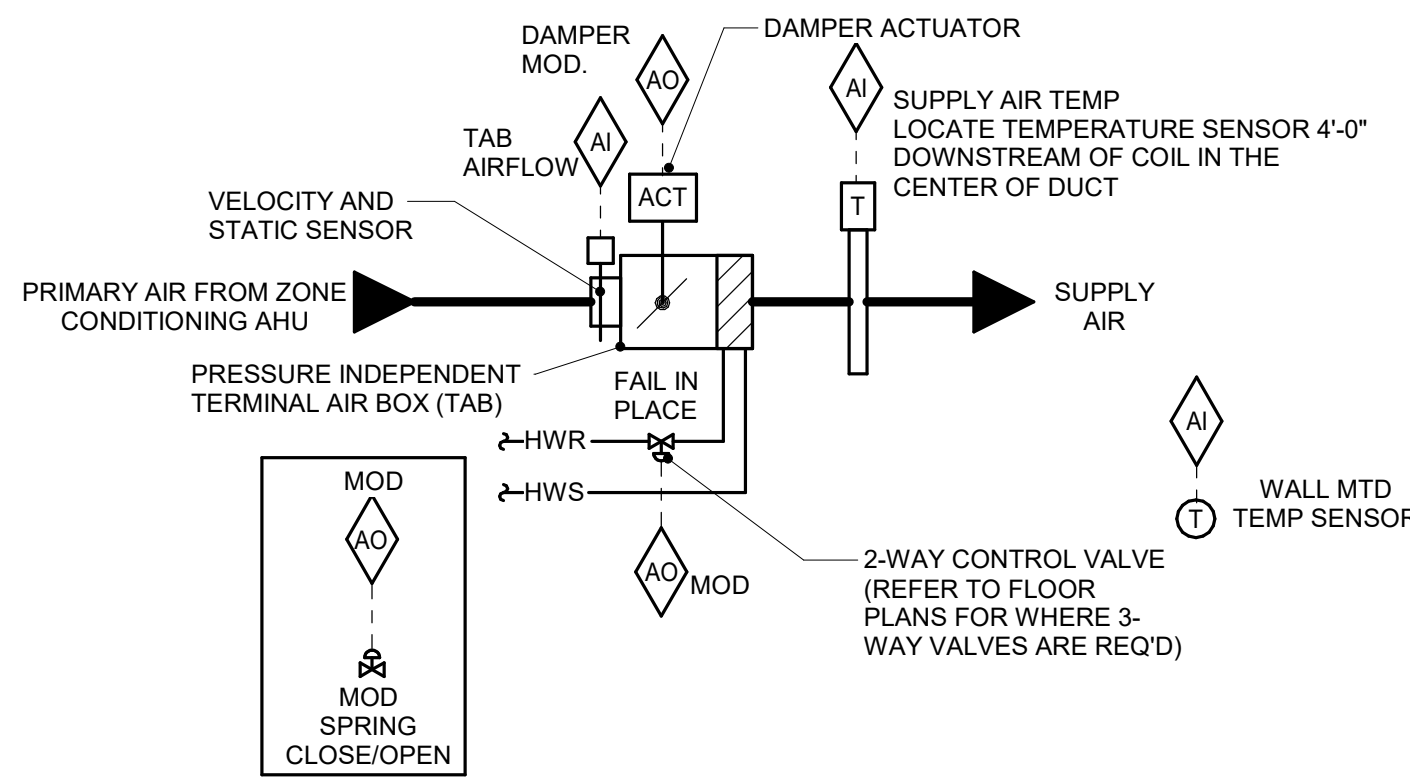 DAMPER
MOD.
AO
DAMPER ACTUATOR
AI
SUPPLY AIR TEMP
LOCATE TEMPERATURE SENSOR 4'-0"
DOWNSTREAM OF COIL IN THE
CENTER OF DUCT
TAB
AIRFLOW
AI
ACT
T
VELOCITY AND
STATIC SENSOR
PRIMARY AIR FROM ZONE
CONDITIONING AHU
SUPPLY
AIR
PRESSURE INDEPENDENT
TERMINAL AIR BOX (TAB)
FAIL IN
PLACE
HWR
HWS
AO
MOD
2-WAY CONTROL VALVE
(REFER TO FLOOR
PLANS FOR WHERE 3-
WAY VALVES ARE REQ'D)
AI
T
WALL MTD
TEMP SENSOR
MOD
AO
MOD
SPRING
CLOSE/OPEN